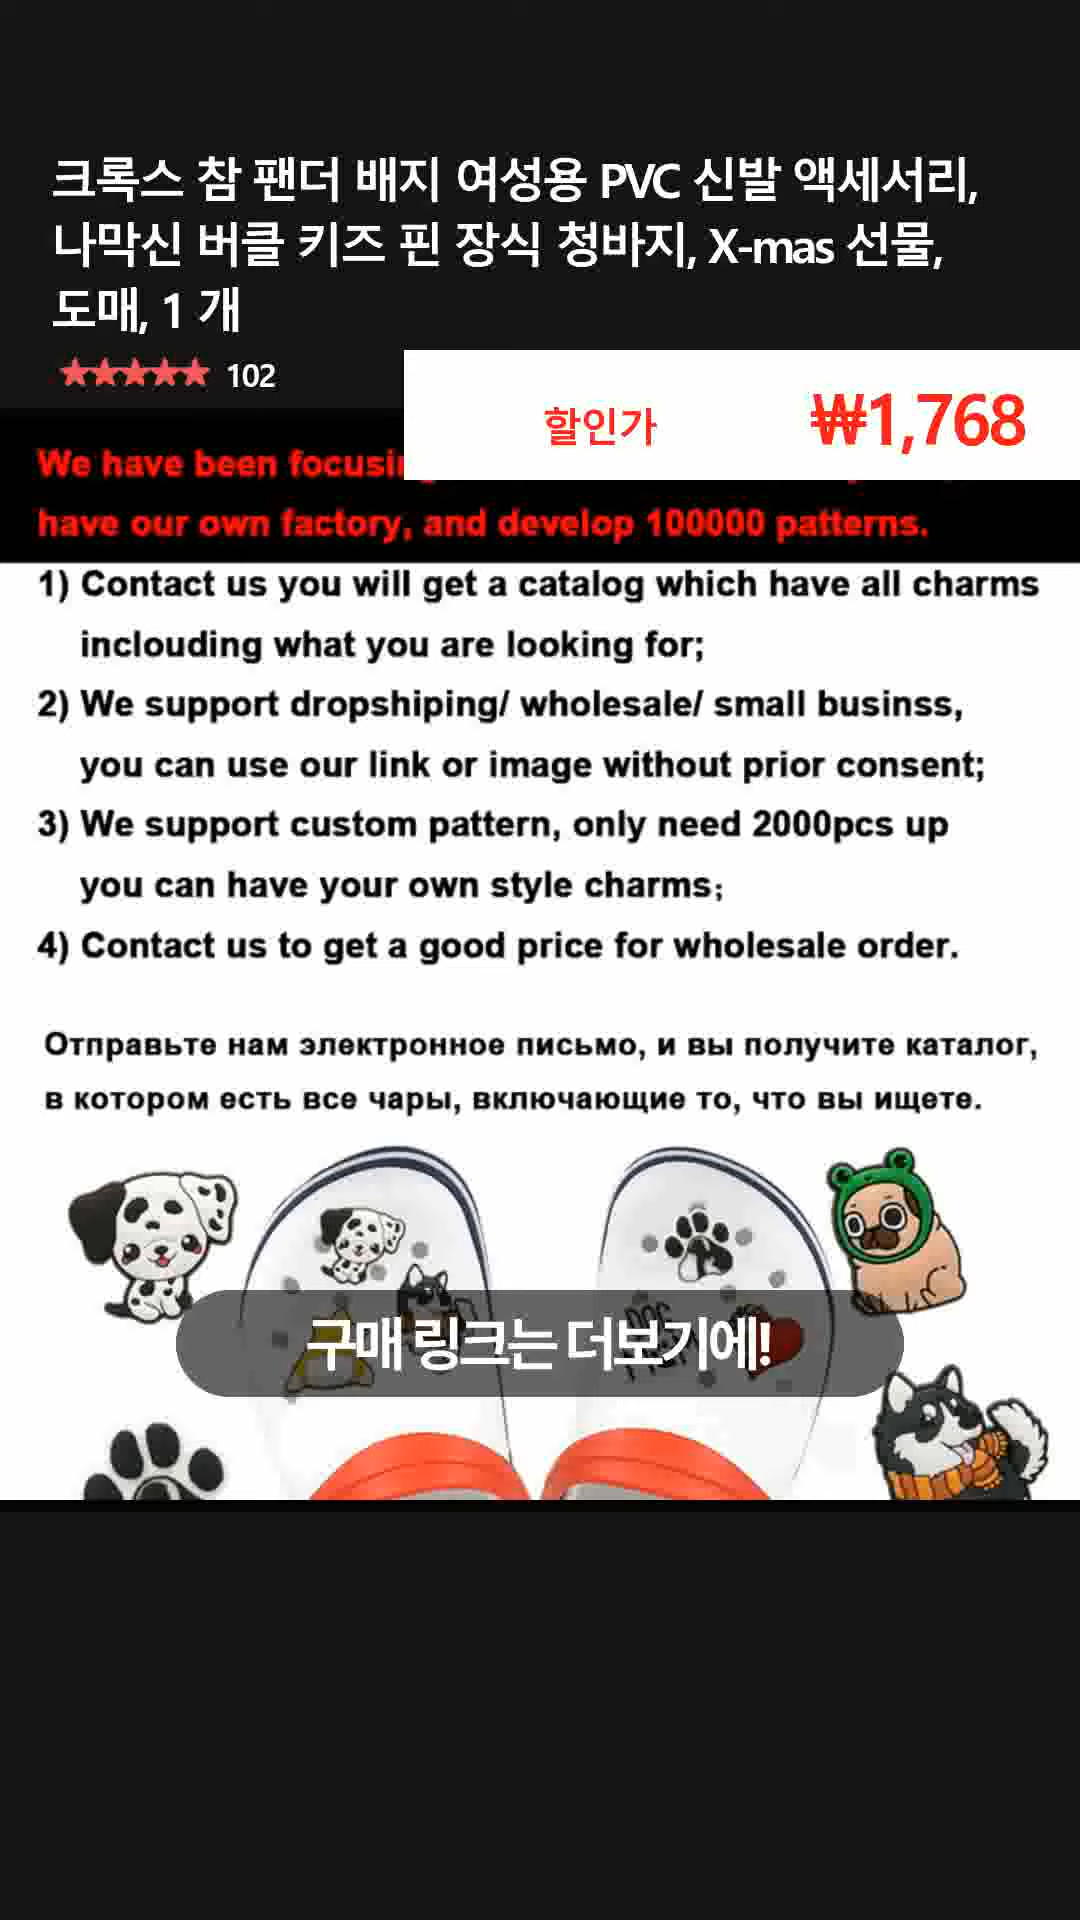 크록스 참 팬더 배지 여성용 PVC 신발 액세서리,
나막신 버클 키즈 핀 장식 청바지, X-mas 선물,
도매, 1 개
★★★★★ 102
할인가 ₩1,768
We have been focusing
have our own factory, and develop 100000 patterns.
1) Contact us you will get a catalog which have all charms
inclouding what you are looking for;
2) We support dropshiping/ wholesale/ small businss,
you can use our link or image without prior consent;
3) We support custom pattern, only need 2000pcs up
you can have your own style charms;
4) Contact us to get a good price for wholesale order.
Отправьте нам электронное письмо, и вы получите каталог,
в котором есть все чары, включающие то, что вы ищете.
구매 링크는 더보기에!